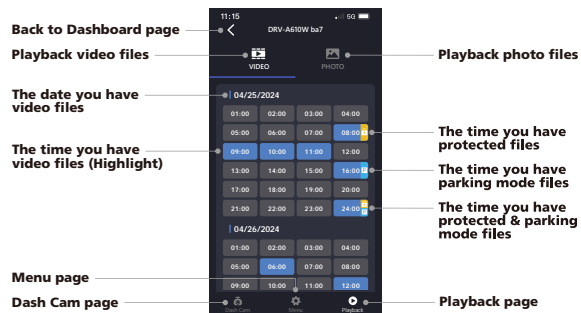 11:15
5G
Back to Dashboard page
DRV-A610W ba7
Playback video files
Playback photo files
VIDEO
PHOTO
The date you have
video files
04/25/2024
01:00 02:00 03:00 04:00
05:00 06:00 07:00 08:00
The time you have
protected files
The time you have
video files (Highlight)
09:00 10:00 11:00 12:00
13:00 14:00 15:00 16:00
The time you have
parking mode files
17:00 18:00 19:00 20:00
21:00 22:00 23:00 24:00
The time you have
protected & parking
mode files
04/26/2024
01:00 02:00 03:00 04:00
05:00 06:00 07:00 08:00
Menu page
09:00 10:00 11:00 12:00
Dash Cam page
Dash Cam
Menu
Playback
Playback page